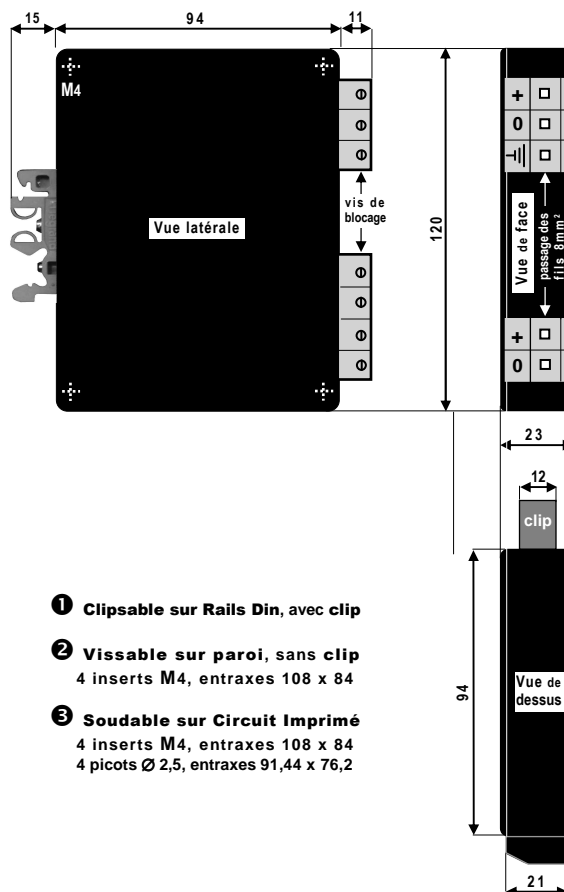 15
94
11
M4
Vue latérale
vis de
blocage
120
+
0
Vue de face
passage des
fils 8mm²
+
0
23
12
clip
94
Vue de
dessus
21
❶ Clipsable sur Rails Din, avec clip
❷ Vissable sur paroi, sans clip
4 inserts M4, entraxes 108 x 84
❸ Soudable sur Circuit Imprimé
4 inserts M4, entraxes 108 x 84
4 picots Ø 2,5, entraxes 91,44 x 76,2